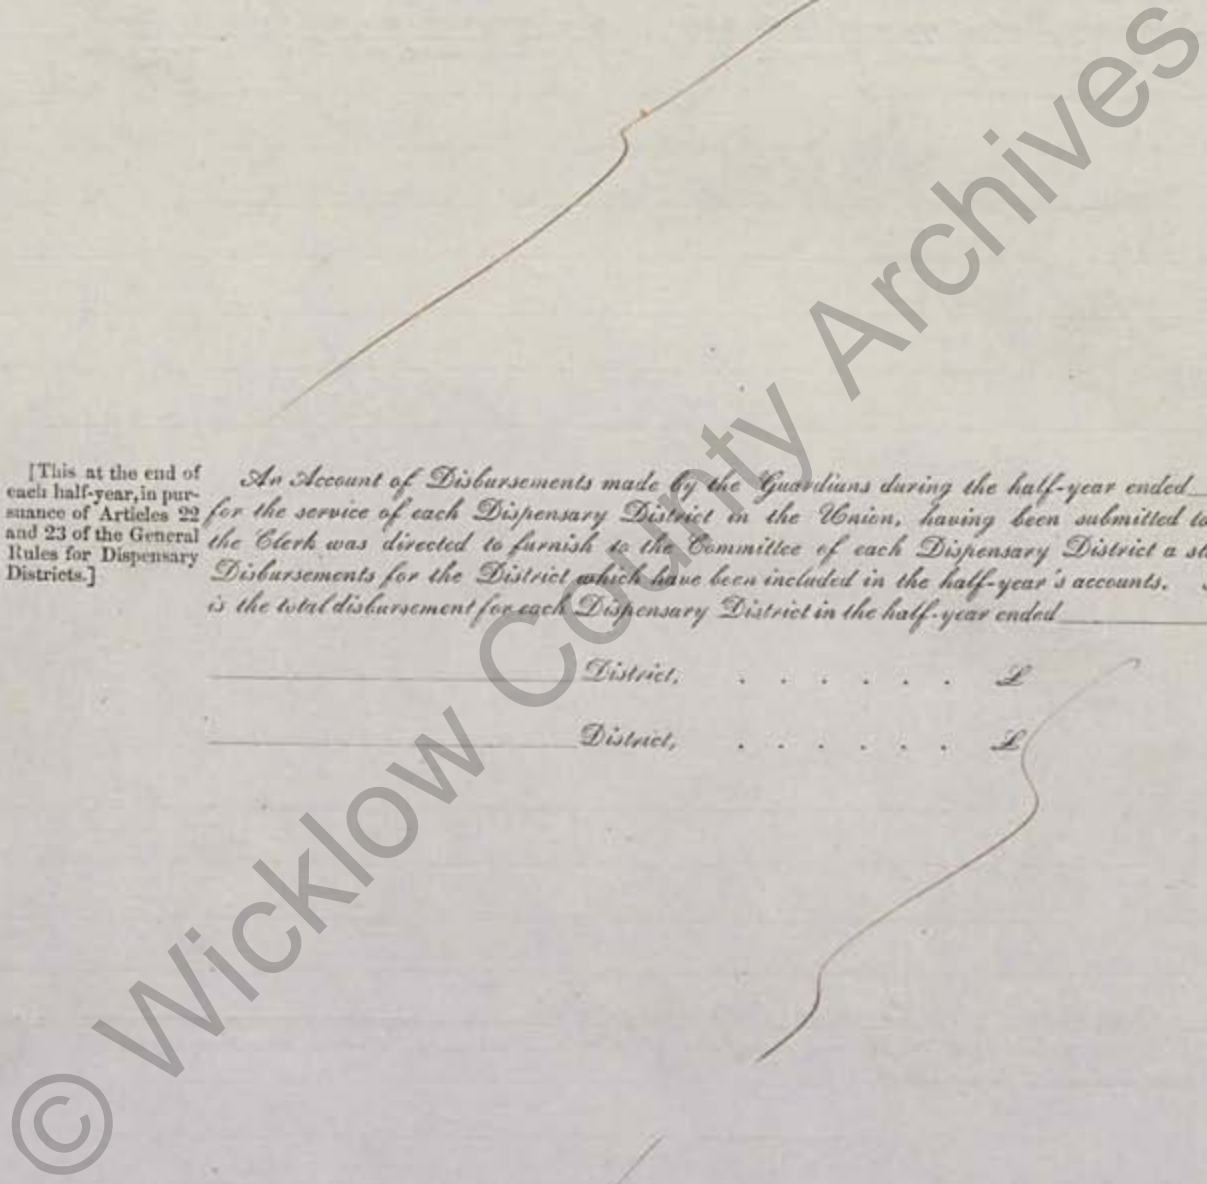 [This at the end of
each half-year, in pur-
suance of Articles 22
and 23 of the General
Rules for Dispensary
Districts.]
An Account of Disbursements made by the Guardians during the half-year ended
for the service of each Dispensary District in the Union, having been submitted to
the Clerk was directed to furnish to the Committee of each Dispensary District a st
Disbursements for the District which have been included in the half-year's accounts.
is the total disbursement for each Dispensary District in the half-year ended
District, . . . . . . £
District, . . . . . . £
© Wicklow County Archives